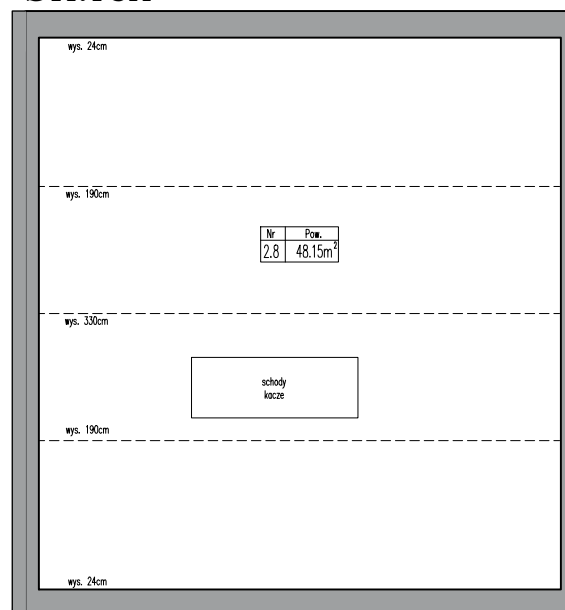 wys. 24cm
wys. 190cm
Nr Pow.
2.8 48.15m²
wys. 330cm
schody
kacze
wys. 190cm
wys. 24cm